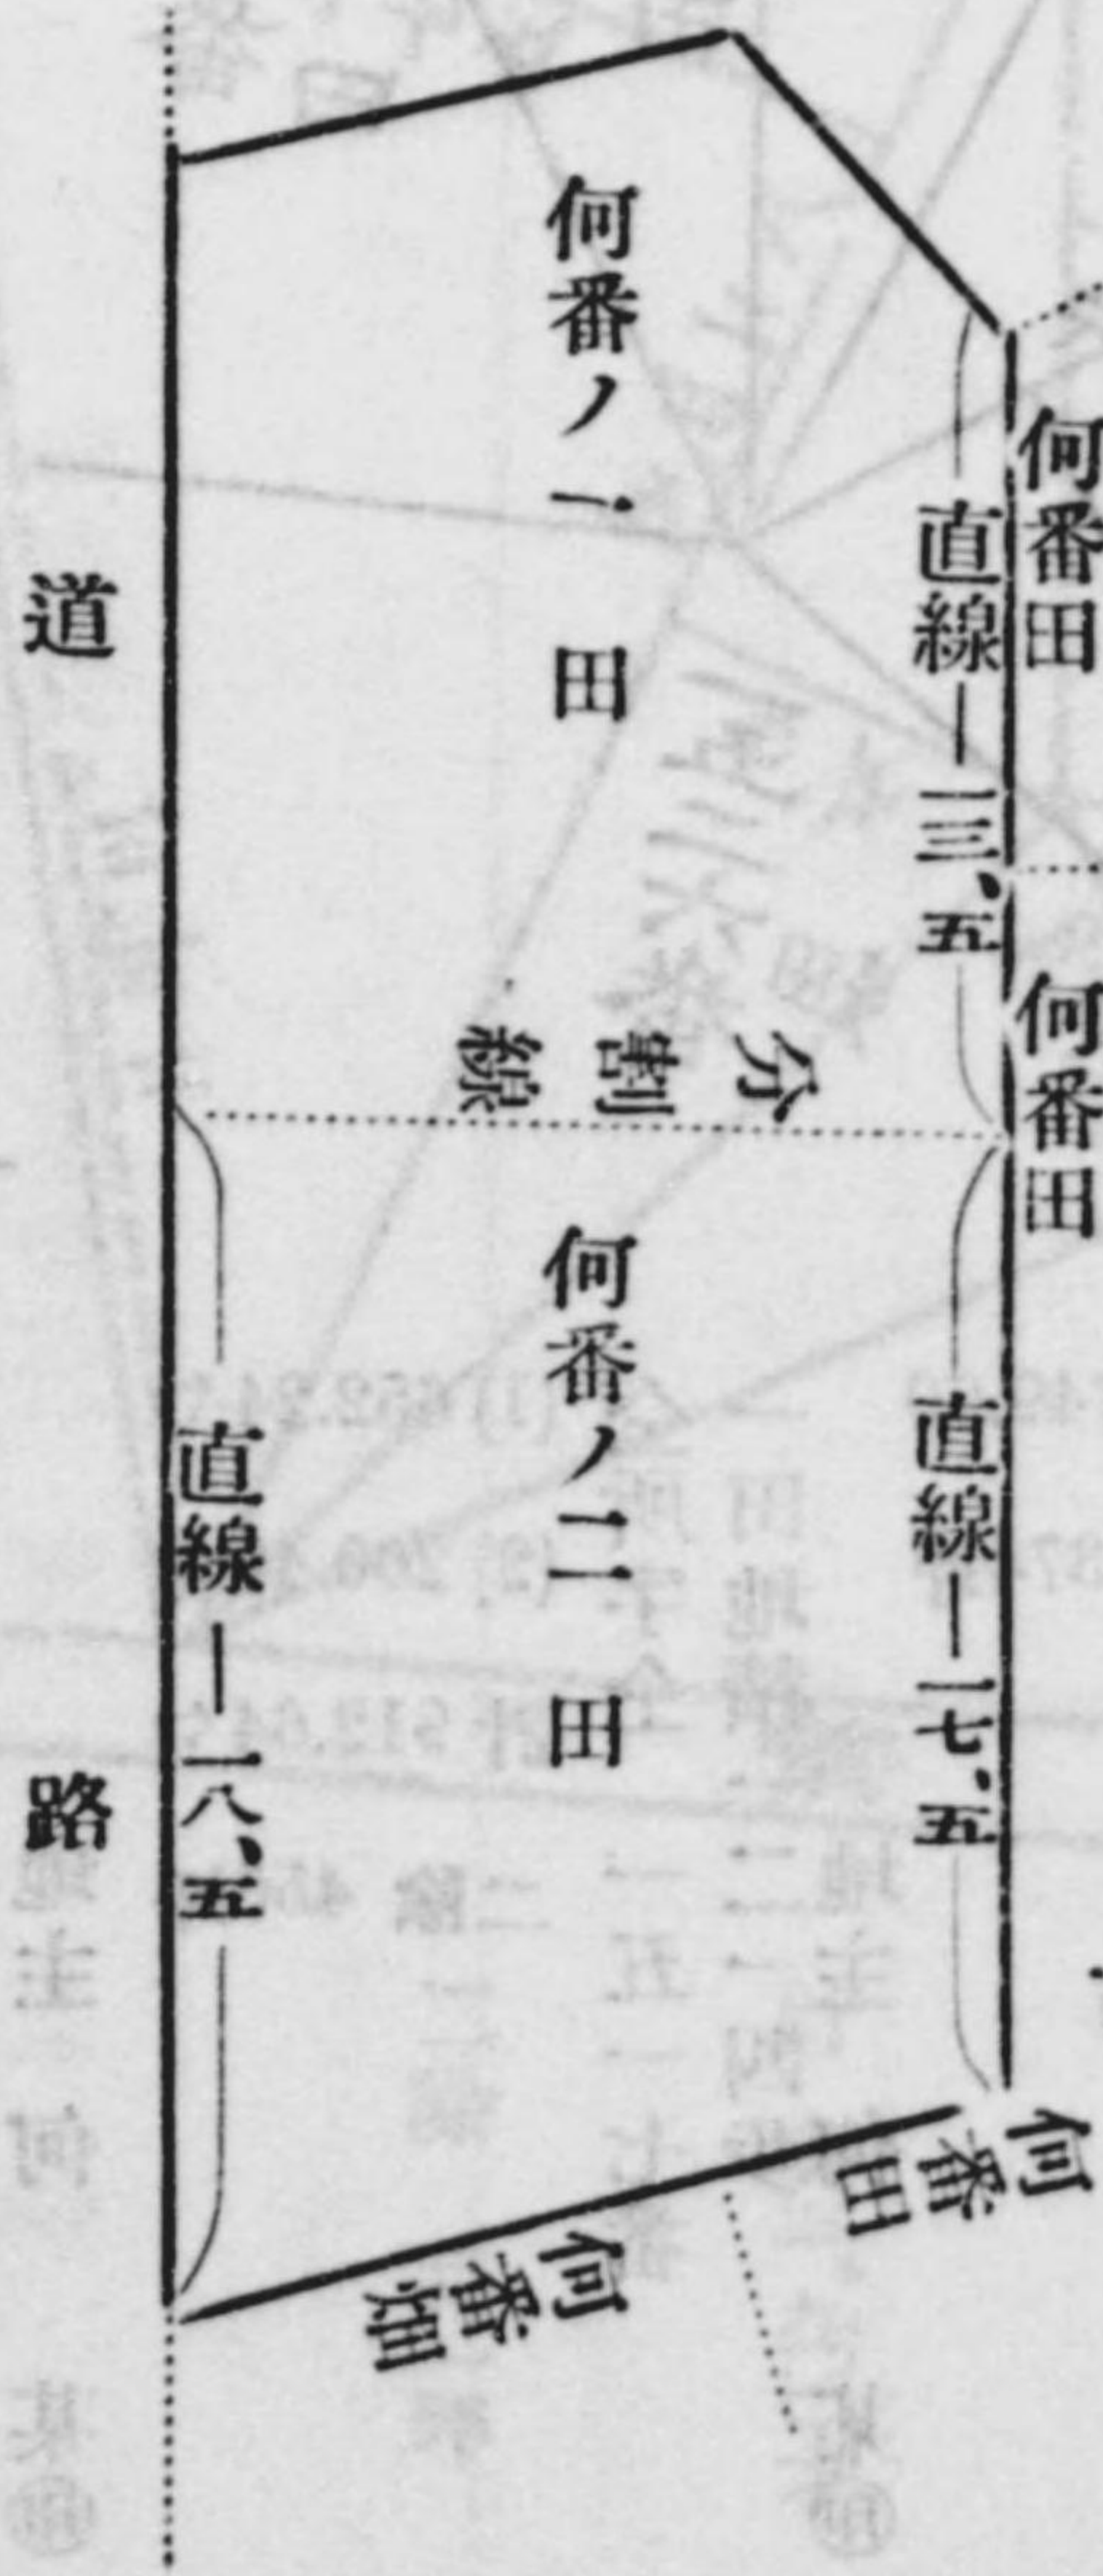 何番田
何番田
直線—一三、五
直線—一七、五
何番ノ一 田
分割線
何番ノ二 田
直線—一八、五
道路
何番田
何番畑